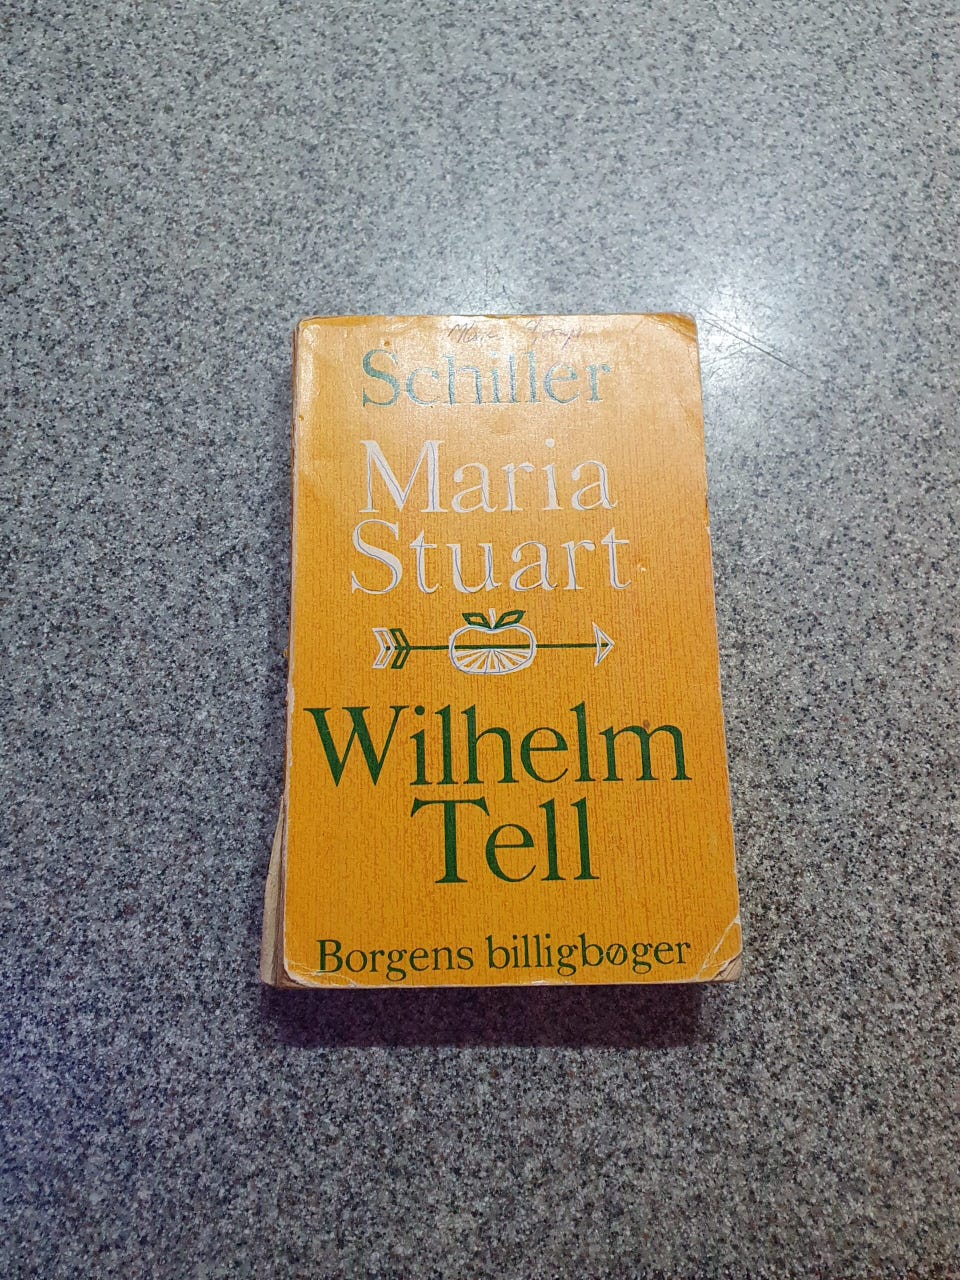 Schiller
Maria
Stuart
Wilhelm
Tell
Borgens billigbøger